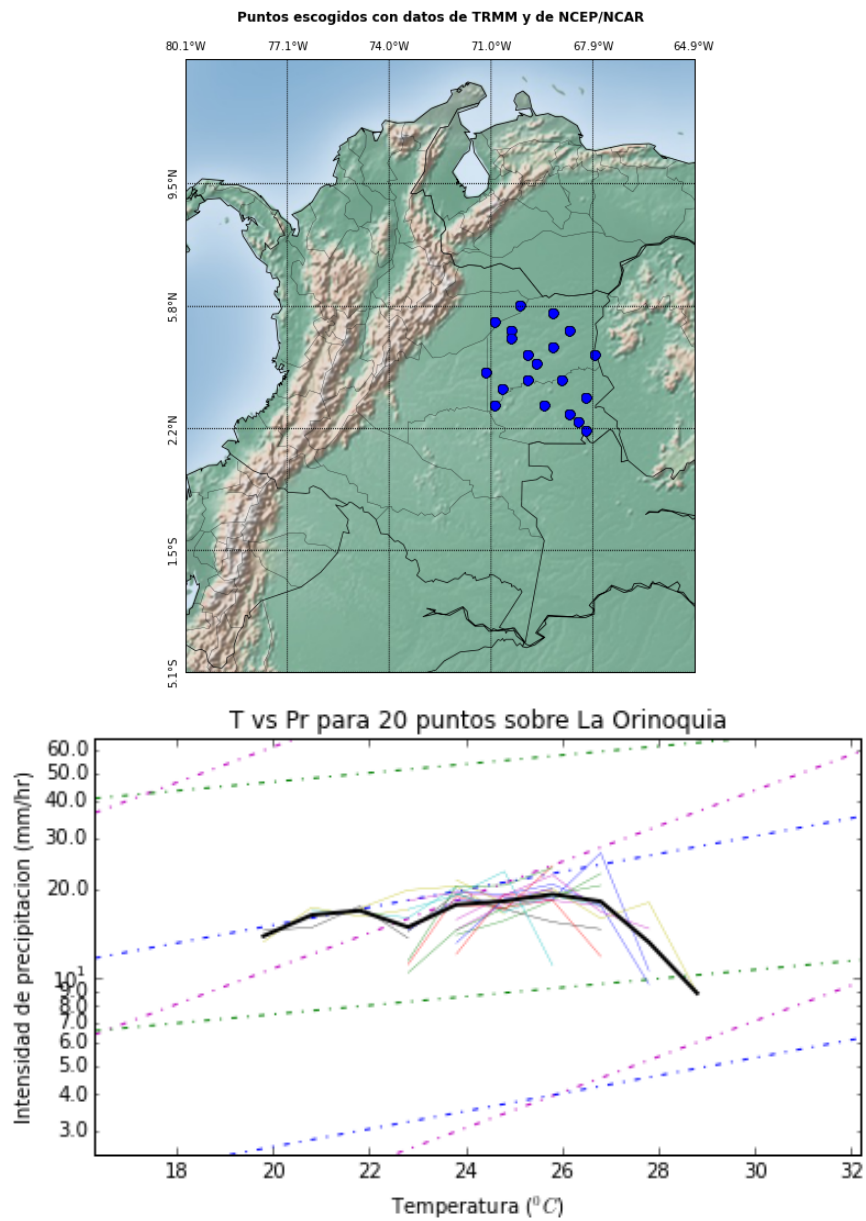 Puntos escogidos con datos de TRMM y de NCEP/NCAR
80.1°W 77.1°W 74.0°W 71.0°W 67.9°W 64.9°W
9.5°N
5.8°N
2.2°N
1.5°S
5.1°S
T vs Pr para 20 puntos sobre La Orinoquia
Intensidad de precipitacion (mm/hr)
60.0
50.0
40.0
30.0
20.0
10¹
9.0
8.0
7.0
6.0
5.0
4.0
3.0
18 20 22 24 26 28 30 32
Temperatura (⁰C)